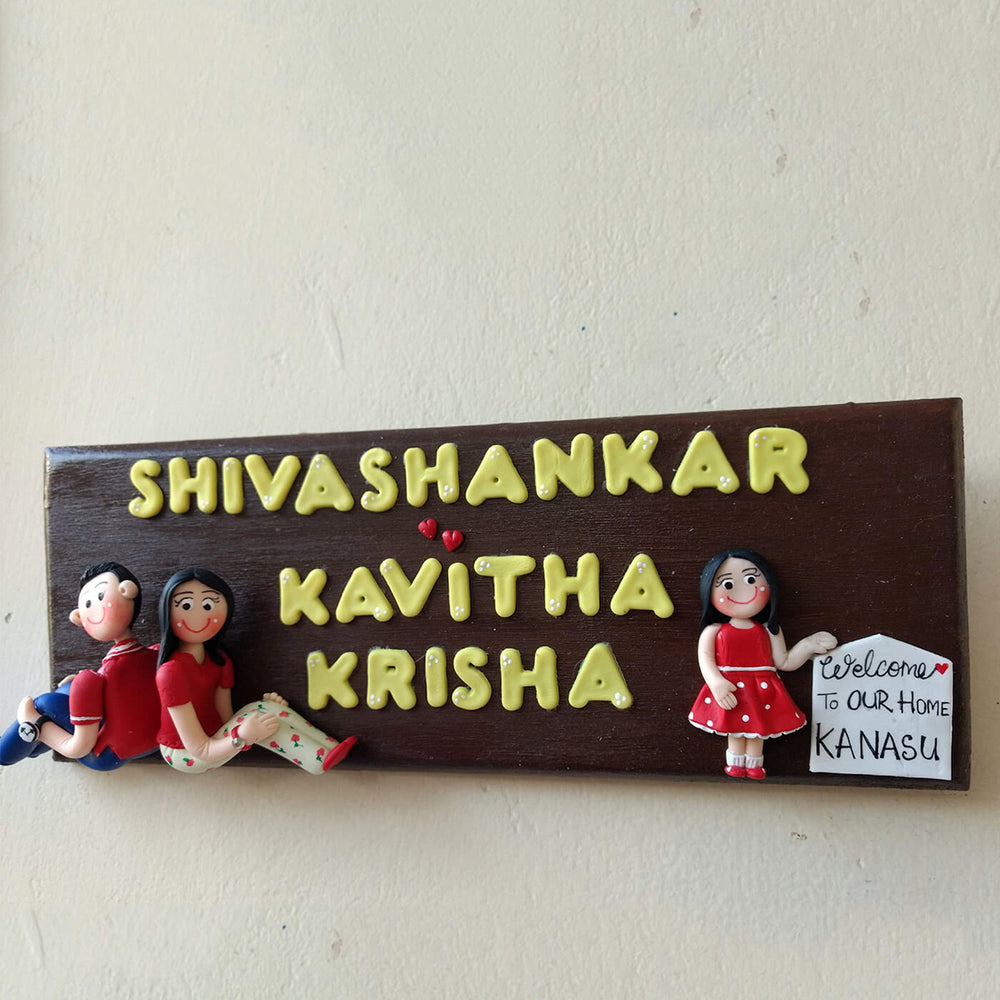 SHIVASHANKAR
KAVITHA
KRISHA
Welcome
To OUR HOME
KANASU